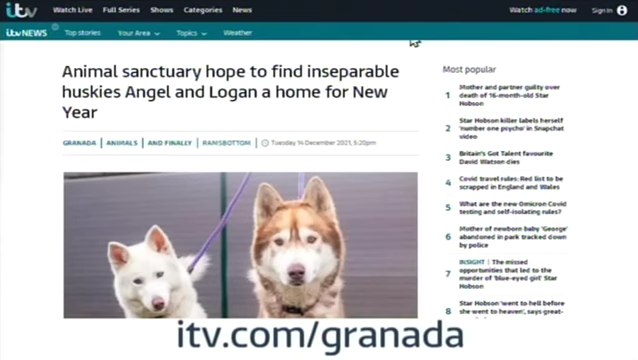 itv Watch Live Full Series Shows Categories News Watch ad-free now Sign in
itv NEWS Top stories Your Area Topics Weather
Animal sanctuary hope to find inseparable
huskies Angel and Logan a home for New
Year
GRANADA ANIMALS AND FINALLY RAMSBOTTOM Tuesday 14 December 2021, 5:20pm
Most popular
1 Mother and partner guilty over
death of 16-month-old Star
Hobson
2 Star Hobson killer labels herself
'number one psycho' in Snapchat
video
3 Britain's Got Talent favourite
David Watson dies
4 Covid travel rules: Red list to be
scrapped in England and Wales
5 What are the new Omicron Covid
testing and self-isolating rules?
6 Mother of newborn baby 'George'
abandoned in park tracked down
by police
7 INSIGHT The missed
opportunities that led to the
murder of 'blue-eyed girl' Star
Hobson
8 Star Hobson 'went to hell before
she went to heaven', says great-
itv.com/granada